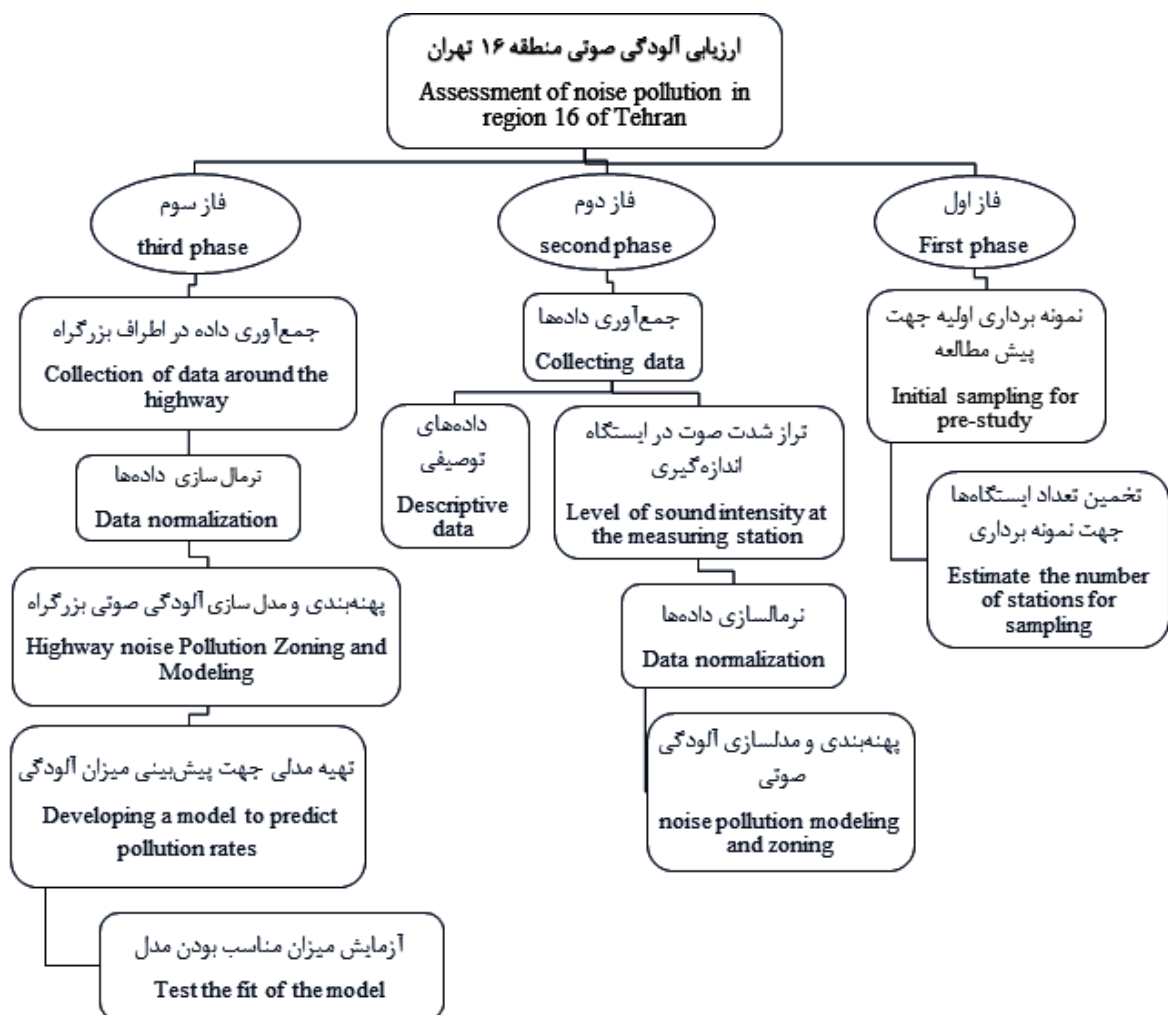 ارزیابی آلودگی صوتی منطقه ۱۶ تهران
Assessment of noise pollution in
region 16 of Tehran
فاز اول
First phase
نمونه برداری اولیه جهت
پیش مطالعه
Initial sampling for
pre-study
تخمین تعداد ایستگاه‌ها
جهت نمونه برداری
Estimate the number
of stations for
sampling
فاز دوم
second phase
جمع‌آوری داده‌ها
Collecting data
تراز شدت صوت در ایستگاه
اندازه‌گیری
Level of sound intensity at
the measuring station
داده‌های
توصیفی
Descriptive
data
نرمالسازی داده‌ها
Data normalization
پهنه‌بندی و مدلسازی آلودگی
صوتی
noise pollution modeling
and zoning
فاز سوم
third phase
جمع‌آوری داده در اطراف بزرگراه
Collection of data around the
highway
نرمال سازی داده‌ها
Data normalization
پهنه‌بندی و مدل سازی آلودگی صوتی بزرگراه
Highway noise Pollution Zoning and
Modeling
تهیه مدلی جهت پیش‌بینی میزان آلودگی
Developing a model to predict
pollution rates
آزمایش میزان مناسب بودن مدل
Test the fit of the model